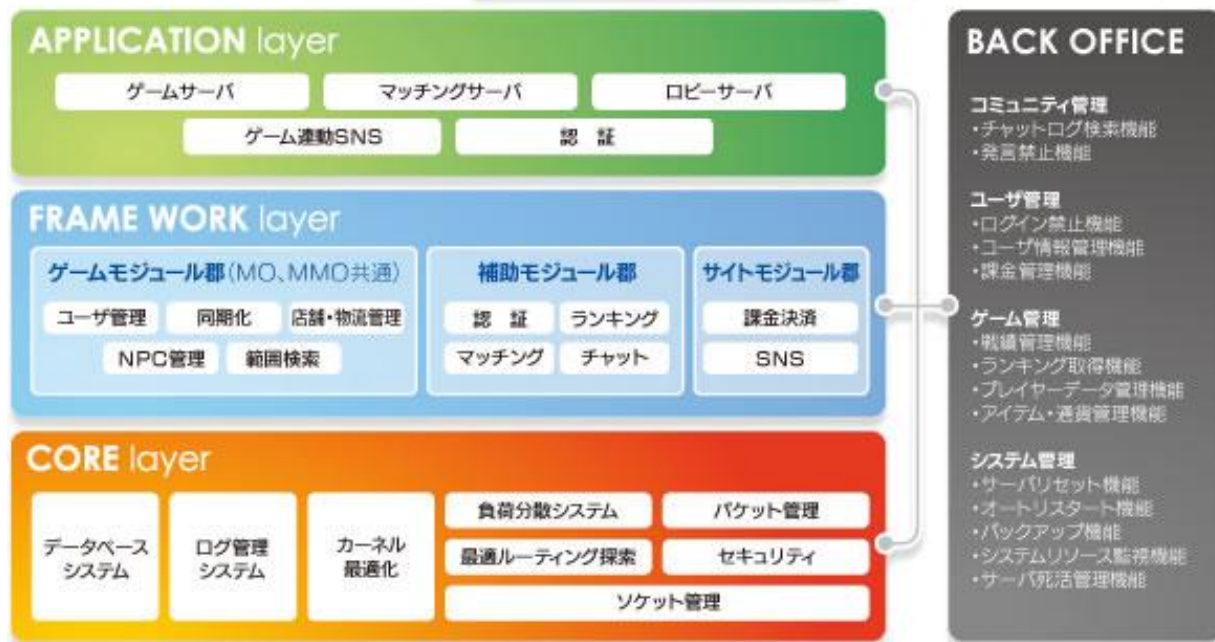 APPLICATION layer
ゲームサーバ
マッチングサーバ
ロビーサーバ
ゲーム連動SNS
認 証
FRAME WORK layer
ゲームモジュール郡(MO、MMO共通)
ユーザ管理
同期化
店舗・物流管理
NPC管理
範囲検索
補助モジュール郡
認 証
ランキング
マッチング
チャット
サイトモジュール郡
課金決済
SNS
CORE layer
データベース
システム
ログ管理
システム
カーネル
最適化
負荷分散システム
パケット管理
最適ルーティング探索
セキュリティ
ソケット管理
BACK OFFICE
コミュニティ管理
・チャットログ検索機能
・発言禁止機能
ユーザ管理
・ログイン禁止機能
・ユーザ情報管理機能
・課金管理機能
ゲーム管理
・戦績管理機能
・ランキング取得機能
・プレイヤーデータ管理機能
・アイテム・通貨管理機能
システム管理
・サーバリセット機能
・オートリスタート機能
・バックアップ機能
・システムリソース監視機能
・サーバ死活管理機能